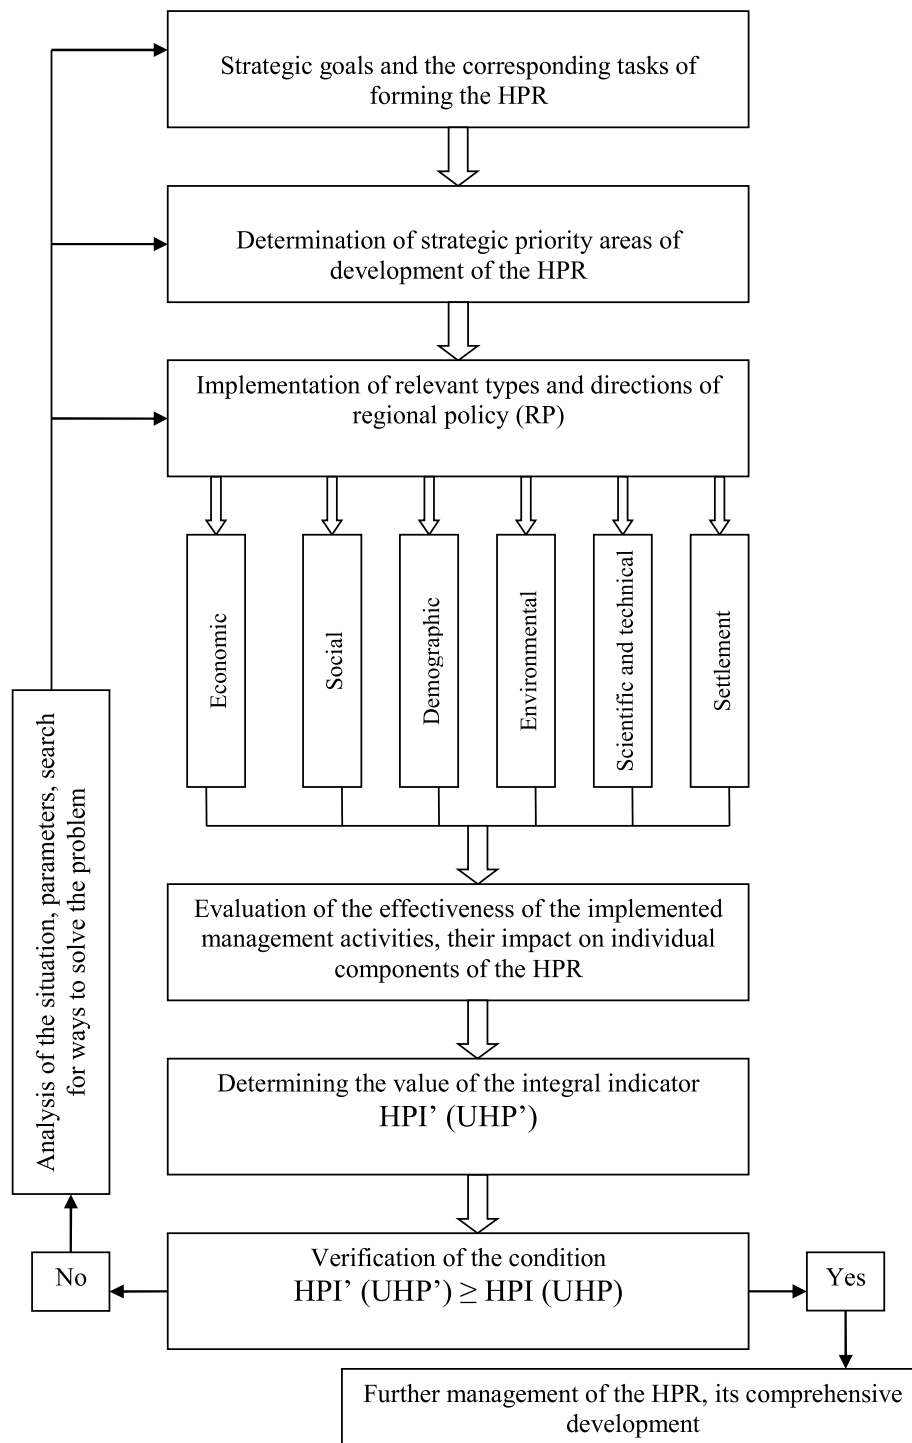 Strategic goals and the corresponding tasks of
forming the HPR
Determination of strategic priority areas of
development of the HPR
Implementation of relevant types and directions of
regional policy (RP)
Economic
Social
Demographic
Environmental
Scientific and technical
Settlement
Analysis of the situation, parameters, search
for ways to solve the problem
Evaluation of the effectiveness of the implemented
management activities, their impact on individual
components of the HPR
Determining the value of the integral indicator
HPI’ (UHP’)
Verification of the condition
HPI’ (UHP’) ≥ HPI (UHP)
No
Yes
Further management of the HPR, its comprehensive
development